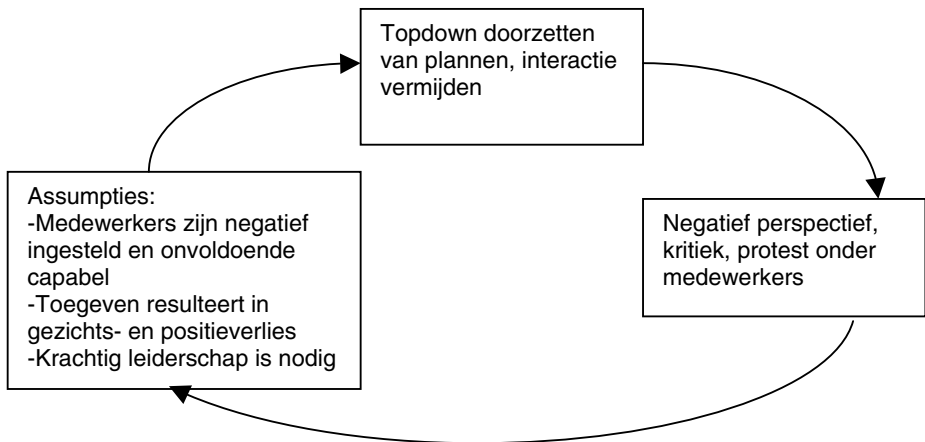 Topdown doorzetten
van plannen, interactie
vermijden
Assumpties:
-Medewerkers zijn negatief
ingesteld en onvoldoende
capabel
-Toegeven resulteert in
gezichts- en positieverlies
-Krachtig leiderschap is nodig
Negatief perspectief,
kritiek, protest onder
medewerkers